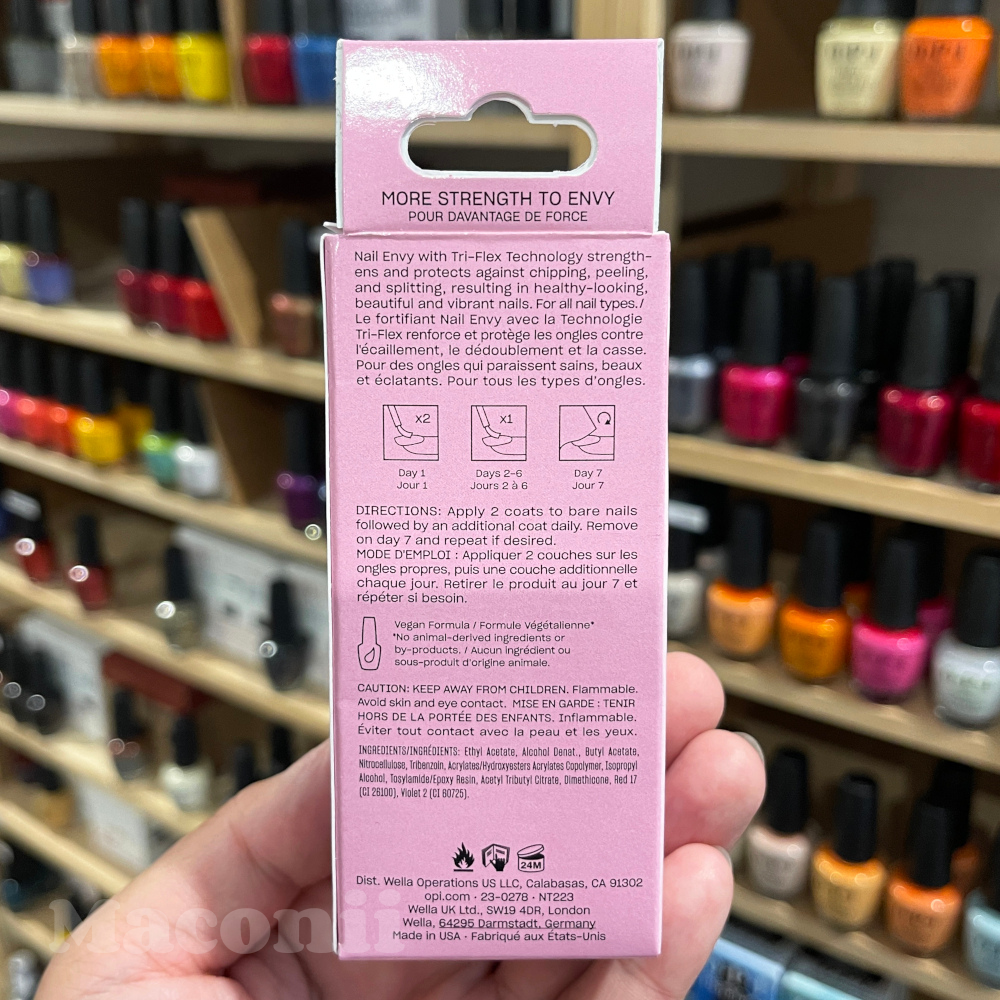 MORE STRENGTH TO ENVY
POUR DAVANTAGE DE FORCE
Nail Envy with Tri-Flex Technology strength-
ens and protects against chipping, peeling,
and splitting, resulting in healthy-looking,
beautiful and vibrant nails. For all nail types./
Le fortifiant Nail Envy avec la Technologie
Tri-Flex renforce et protège les ongles contre
l'écaillement, le dédoublement et la casse.
Pour des ongles qui paraissent sains, beaux
et éclatants. Pour tous les types d'ongles.
x2 x1
Day 1 Days 2-6 Day 7
Jour 1 Jours 2 à 6 Jour 7
DIRECTIONS: Apply 2 coats to bare nails
followed by an additional coat daily. Remove
on day 7 and repeat if desired.
MODE D'EMPLOI : Appliquer 2 couches sur les
ongles propres, puis une couche additionnelle
chaque jour. Retirer le produit au jour 7 et
répéter si besoin.
Vegan Formula / Formule Végétalienne*
*No animal-derived ingredients or
by-products. / Aucun ingrédient ou
sous-produit d'origine animale.
CAUTION: KEEP AWAY FROM CHILDREN. Flammable.
Avoid skin and eye contact. MISE EN GARDE : TENIR
HORS DE LA PORTÉE DES ENFANTS. Inflammable.
Éviter tout contact avec la peau et les yeux.
INGREDIENTS/INGRÉDIENTS: Ethyl Acetate, Alcohol Denat., Butyl Acetate,
Nitrocellulose, Tribenzoin, Acrylates/Hydroxyesters Acrylates Copolymer, Isopropyl
Alcohol, Tosylamide/Epoxy Resin, Acetyl Tributyl Citrate, Dimethicone, Red 17
(CI 26100), Violet 2 (CI 60725).
24M
Dist. Wella Operations US LLC, Calabasas, CA 91302
opi.com · 23-0278 · NT223
Wella UK Ltd., SW19 4DR, London
Wella, 64295 Darmstadt, Germany
Made in USA · Fabriqué aux États-Unis
Maconii